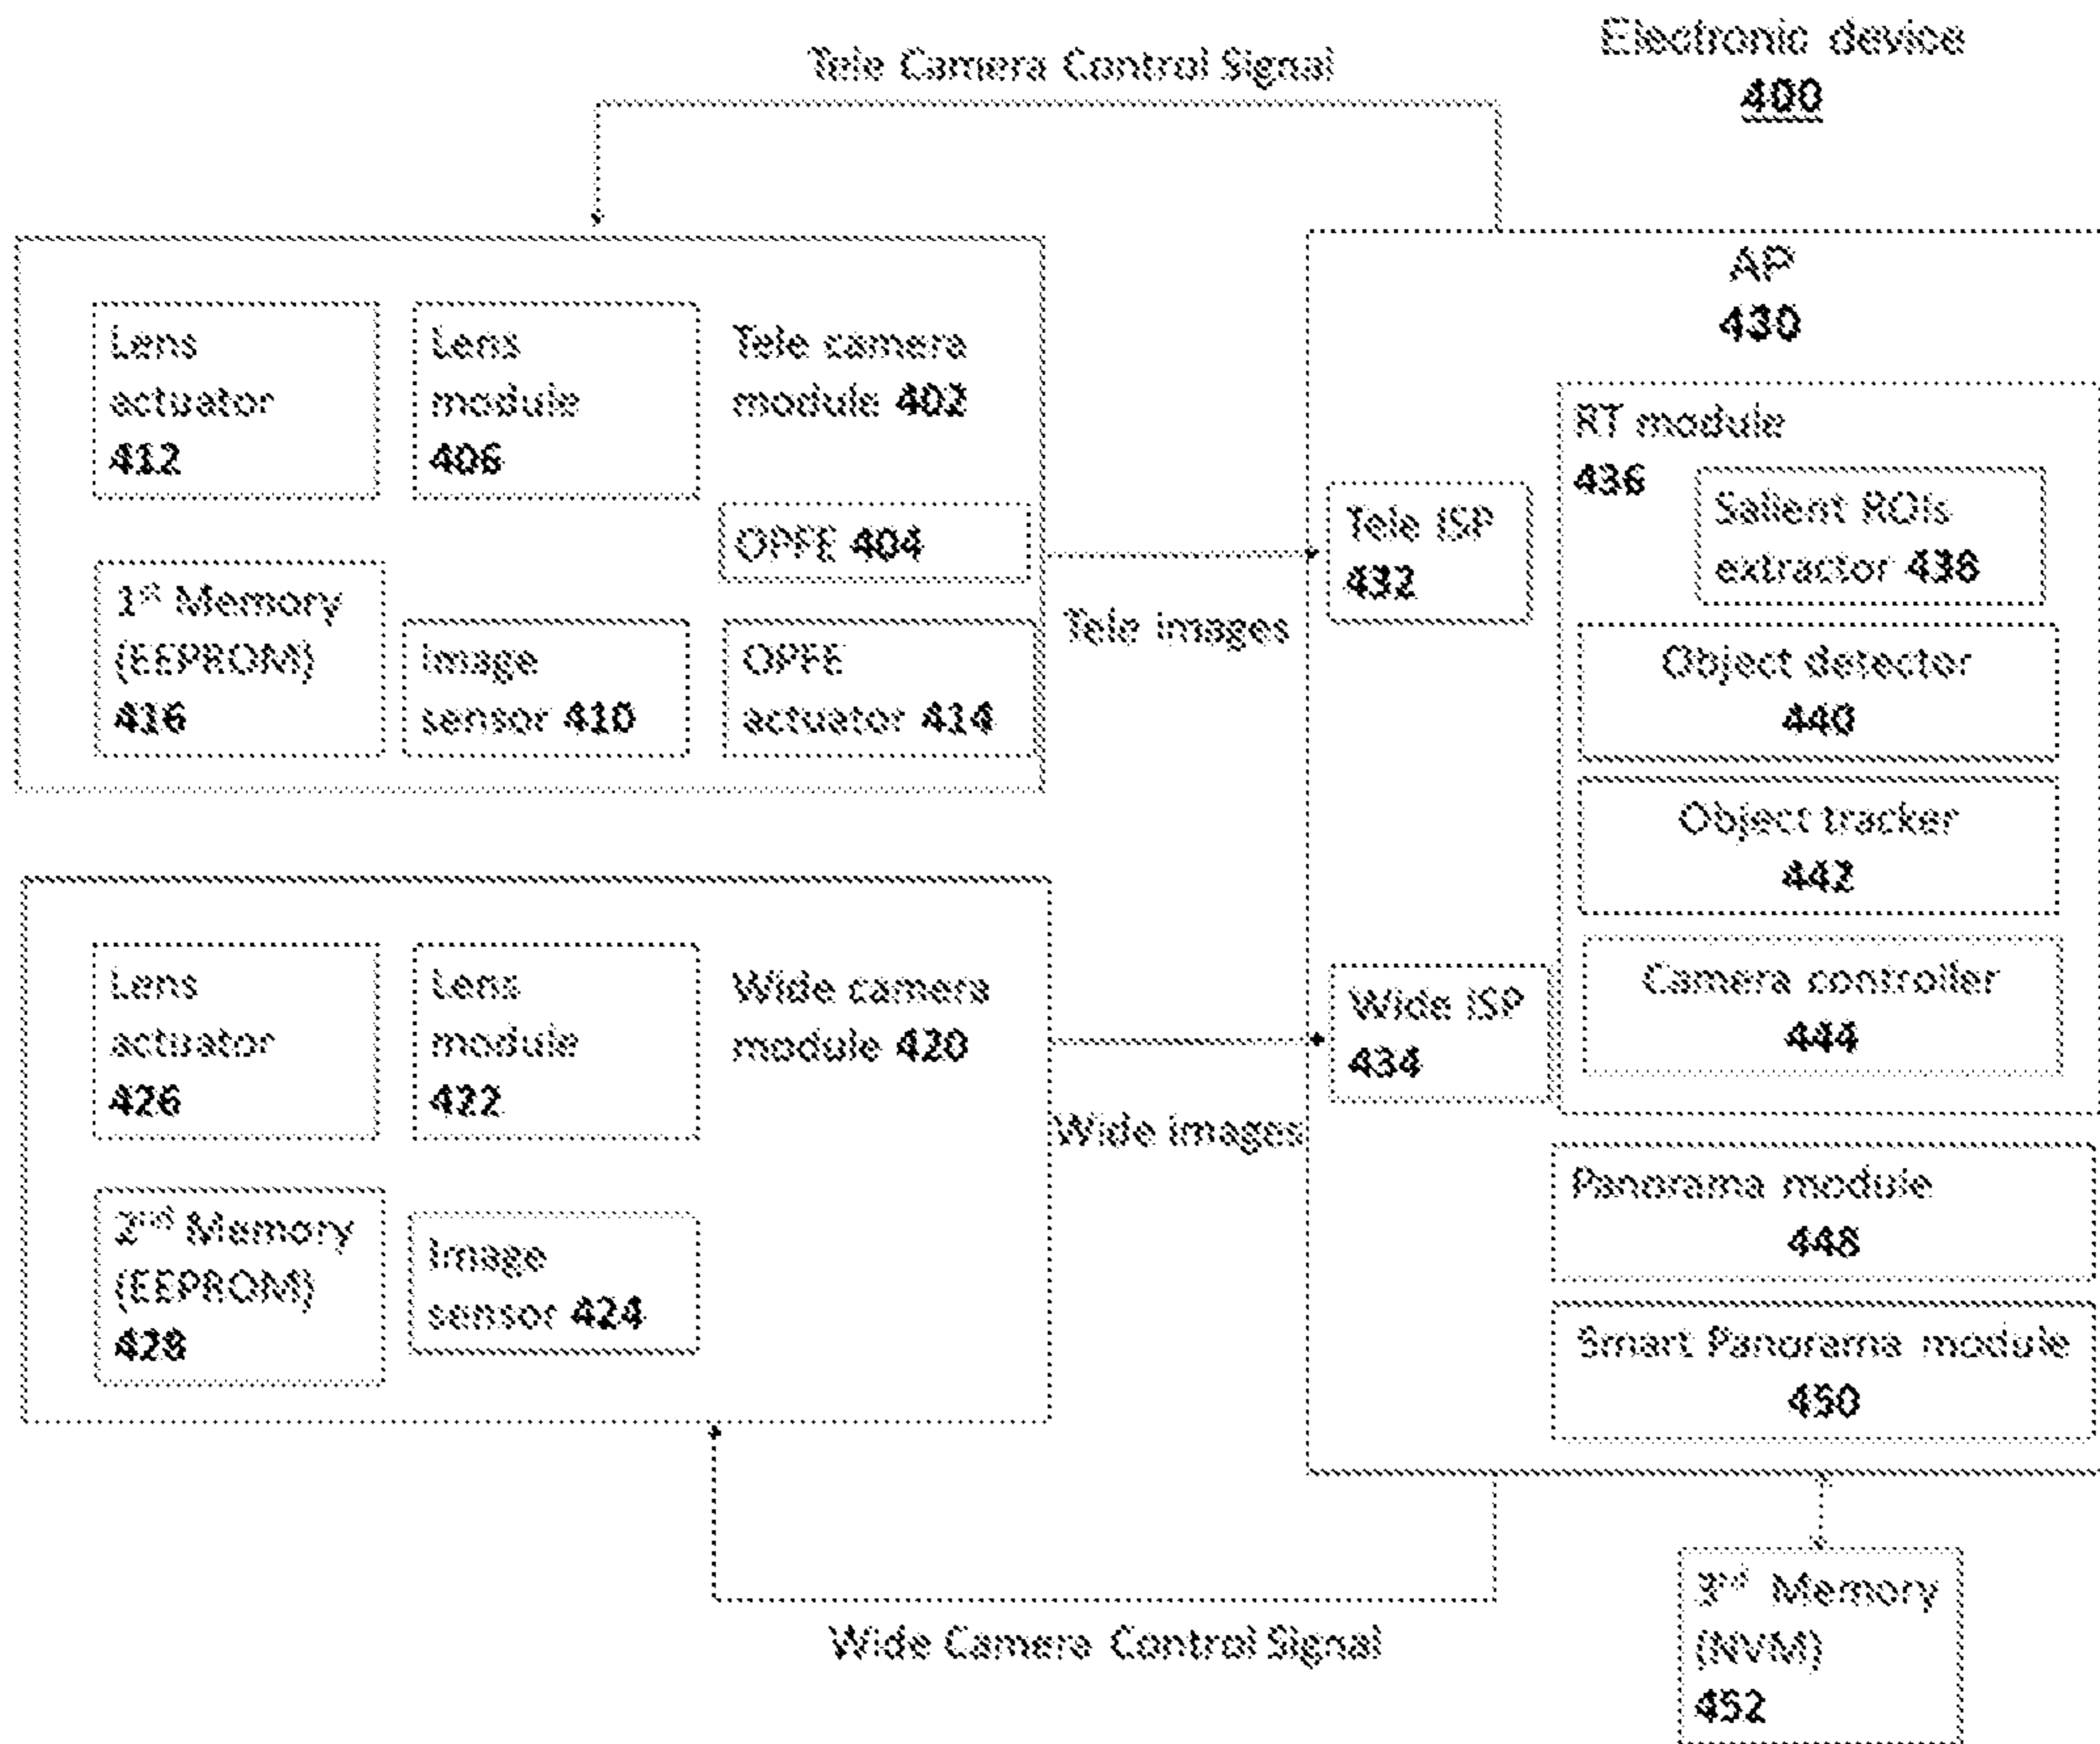 Electronic device
400
Tele Camera Control Signal
Lens
actuator
412
Lens
module
406
Tele camera
module 402
OPFE 404
1st Memory
(EEPROM)
416
Image
sensor 410
OPFE
actuator 414
Tele images
AP
430
Tele ISP
432
RT module
436
Salient ROIs
extractor 438
Object detector
440
Object tracker
442
Camera controller
444
Lens
actuator
426
Lens
module
422
Wide camera
module 420
2nd Memory
(EEPROM)
428
Image
sensor 424
Wide images
Wide ISP
434
Panorama module
448
Smart Panorama module
450
Wide Camera Control Signal
3rd Memory
(NVM)
452